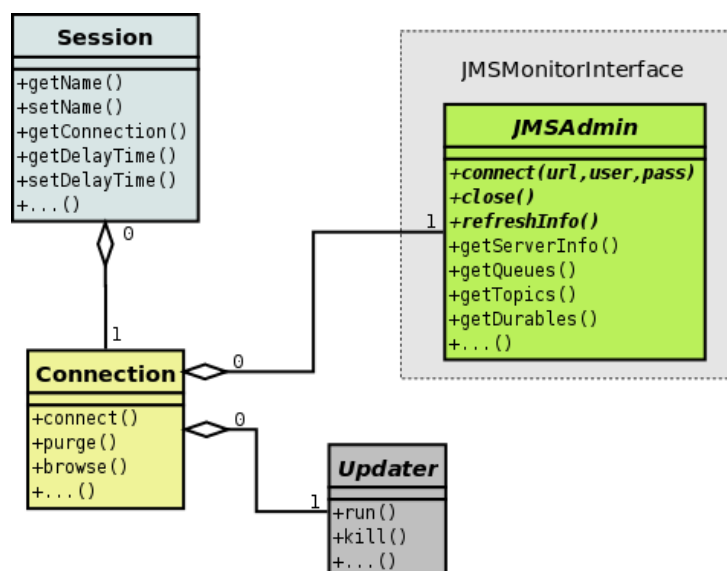 Session
+getName()
+setName()
+getConnection()
+getDelayTime()
+setDelayTime()
+...()
0
1
JMSMonitorInterface
JMSAdmin
+connect(url,user,pass)
+close()
+refreshInfo()
+getServerInfo()
+getQueues()
+getTopics()
+getDurables()
+...()
1
0
Connection
+connect()
+purge()
+browse()
+...()
0
1
Updater
+run()
+kill()
+...()